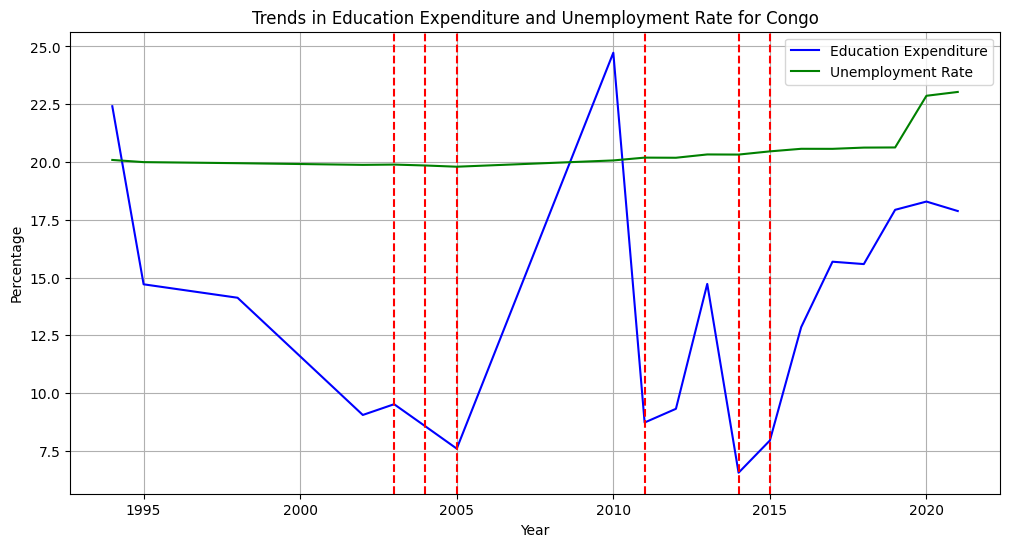 Trends in Education Expenditure and Unemployment Rate for Congo
Education Expenditure
Unemployment Rate
Percentage
25.0
22.5
20.0
17.5
15.0
12.5
10.0
7.5
1995 2000 2005 2010 2015 2020
Year